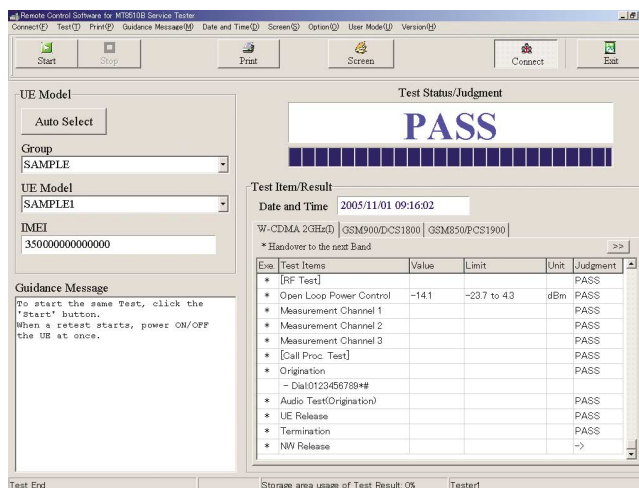 Remote Control Software for MT8510B Service Tester
Connect(F) Test(T) Print(P) Guidance Message(M) Date and Time(D) Screen(S) Option(O) User Mode(U) Version(H)
Start Stop Print Screen Connect Exit
UE Model
Auto Select
Group
SAMPLE
UE Model
SAMPLE1
IMEI
350000000000000
Guidance Message
To start the same Test, click the
'Start' button.
When a retest starts, power ON/OFF
the UE at once.
Test Status/Judgment
PASS
Test Item/Result
Date and Time 2005/11/01 09:16:02
W-CDMA 2GHz(I) GSM900/DCS1800 GSM850/PCS1900
* Handover to the next Band >>
Exe. Test Items Value Limit Unit Judgment
* [RF Test] PASS
* Open Loop Power Control -14.1 -23.7 to 4.3 dBm PASS
* Measurement Channel 1 PASS
* Measurement Channel 2 PASS
* Measurement Channel 3 PASS
* [Call Proc. Test] PASS
* Origination PASS
- Dial:0123456789*#
* Audio Test(Origination) PASS
* UE Release PASS
* Termination PASS
* NW Release ->
Test End Storage area usage of Test Result: 0% Tester1